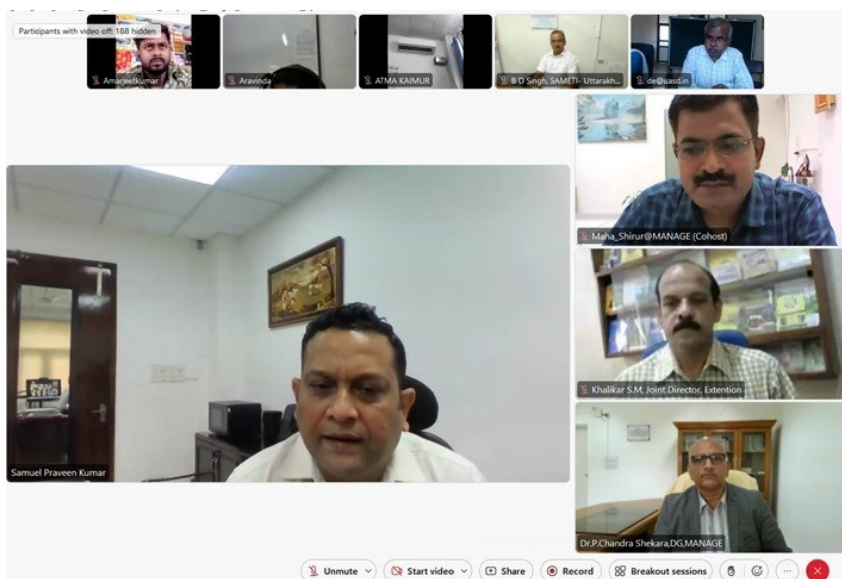 Participants with video off: 188 hidden
Amarjeetkumar
Aravinda
ATMA KAIMUR
B D Singh, SAMETI- Uttarakh...
de@uasd.in
Maha_Shirur@MANAGE (Cohost)
Khalikar S.M, Joint Director, Extention
Samuel Praveen Kumar
Dr.P.Chandra Shekara,DG,MANAGE
Unmute
Start video
Share
Record
Breakout sessions